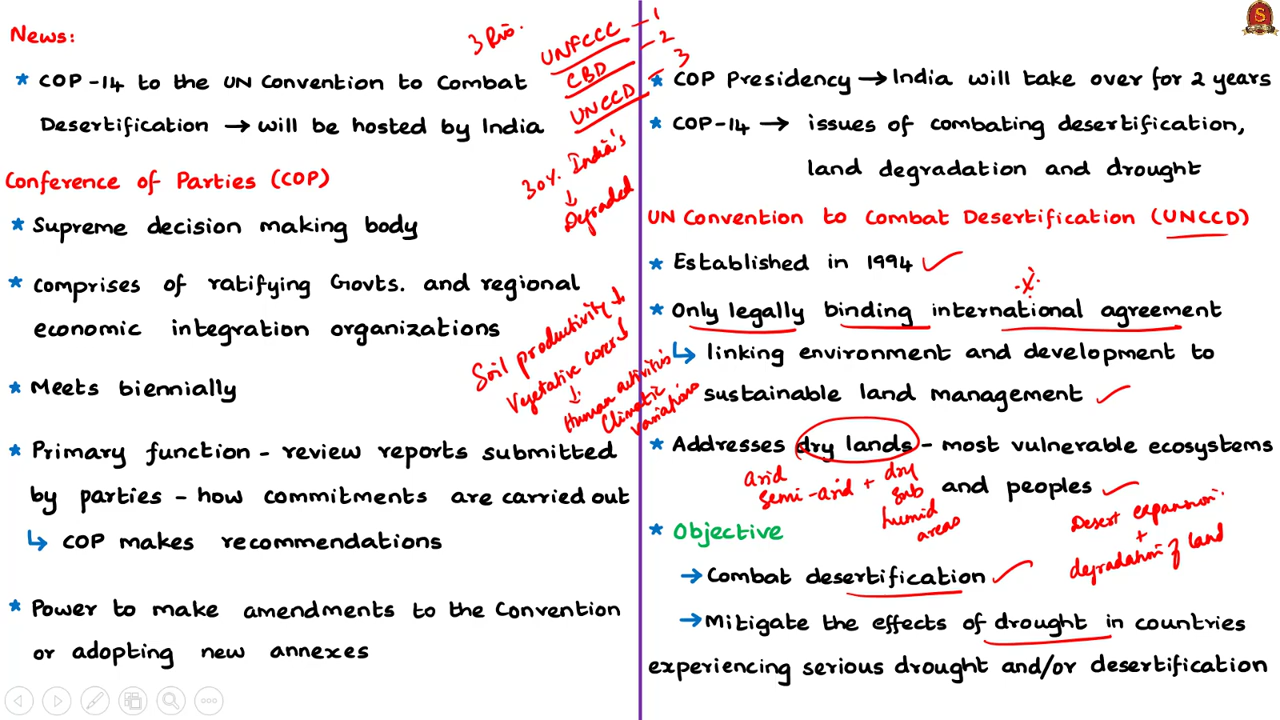 News:
* COP-14 to the UN Convention to Combat
Desertification → will be hosted by India
Conference of Parties (COP)
* Supreme decision making body
* comprises of ratifying Govts. and regional
economic integration organizations
* Meets biennially
* Primary function - review reports submitted
by parties - how commitments are carried out
↳ COP makes recommendations
* Power to make amendments to the Convention
or adopting new annexes
3 Rio.
UNFCCC - 1
CBD - 2
UNCCD - 3
30%. India's
↓
Degraded
Soil productivity ↓
Vegetative cover ↓
↓
Human activities
Climatic
variations
* COP Presidency → India will take over for 2 years
* COP-14 → issues of combating desertification,
land degradation and drought
UN Convention to Combat Desertification (UNCCD)
* Established in 1994
* Only legally binding international agreement
↳ linking environment and development to
sustainable land management
* Addresses dry lands - most vulnerable ecosystems
and peoples
arid
semi-arid + dry
sub
humid
areas
* Objective
→ Combat desertification
→ Mitigate the effects of drought in countries
experiencing serious drought and/or desertification
Desert expansion.
+
degradation of land
S